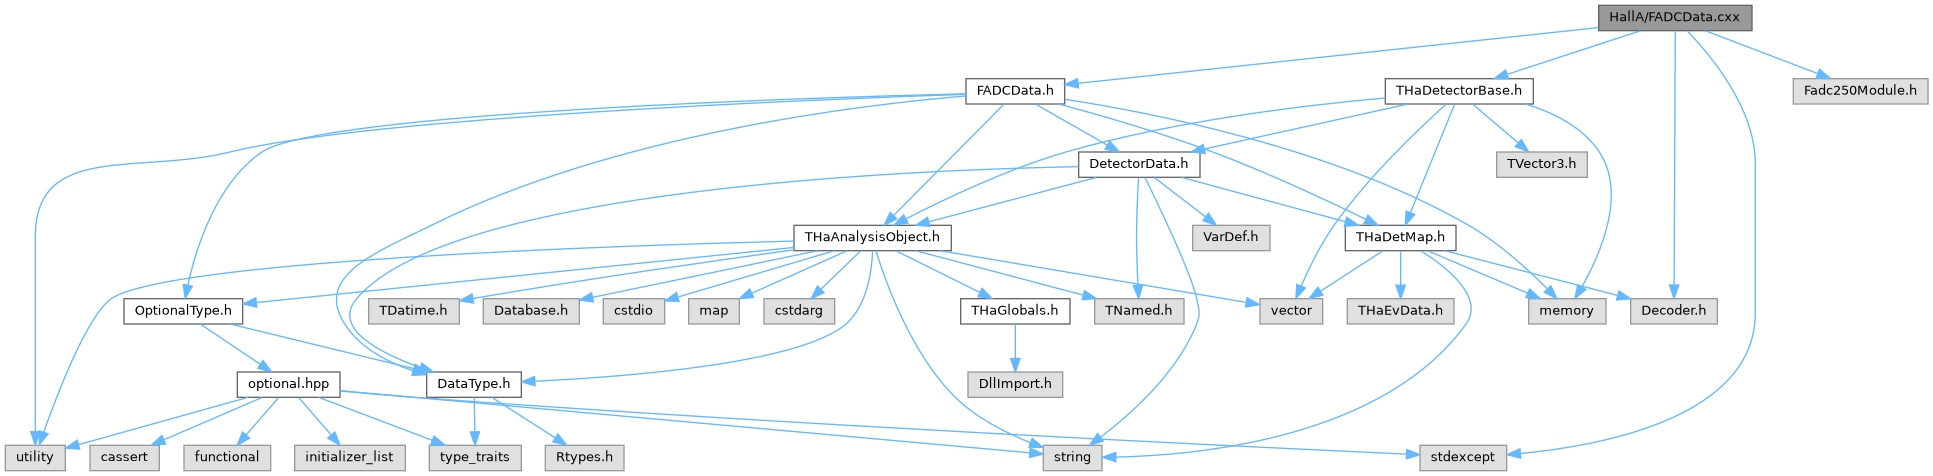 HallA/FADCData.cxx
FADCData.h
THaDetectorBase.h
Fadc250Module.h
DetectorData.h
TVector3.h
THaAnalysisObject.h
VarDef.h
THaDetMap.h
OptionalType.h
TDatime.h
Database.h
cstdio
map
cstdarg
THaGlobals.h
TNamed.h
vector
THaEvData.h
memory
Decoder.h
optional.hpp
DataType.h
DllImport.h
utility
cassert
functional
initializer_list
type_traits
Rtypes.h
string
stdexcept